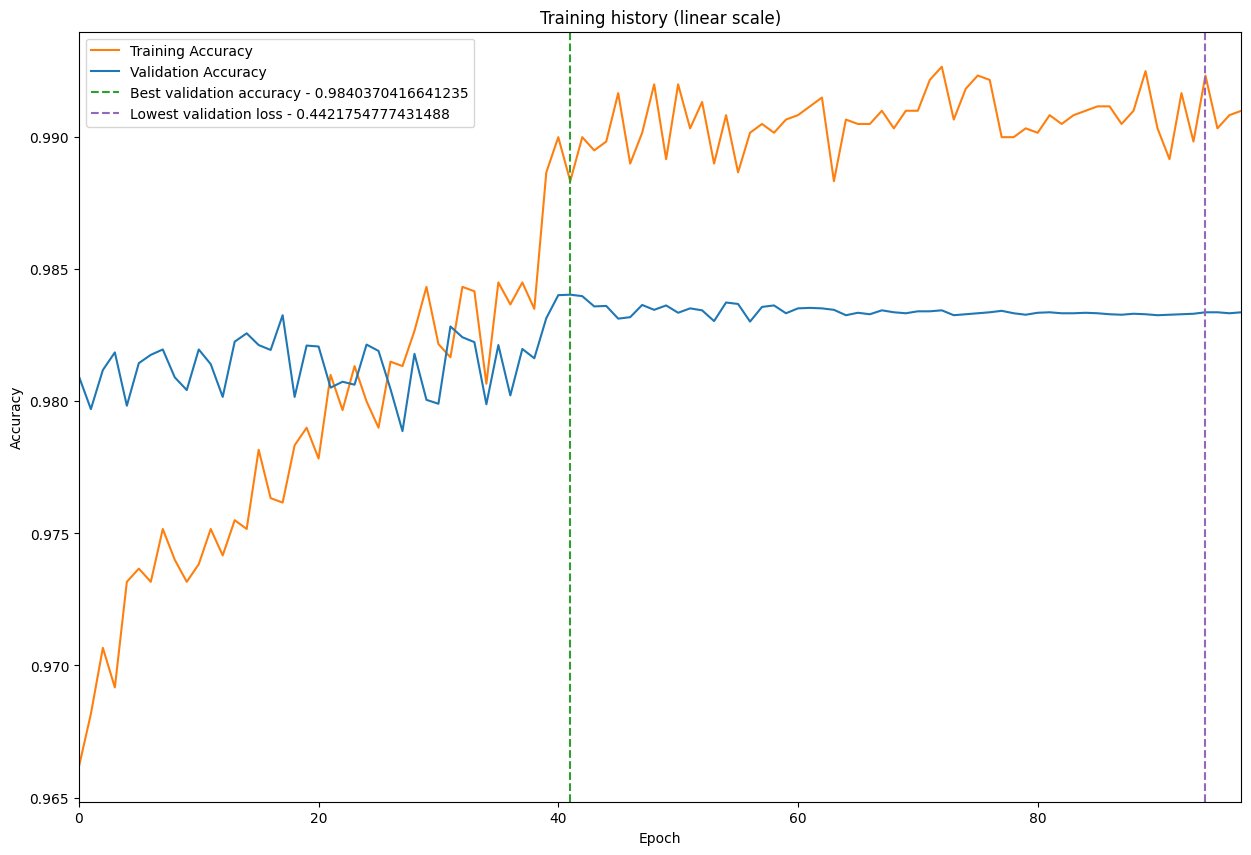 Training history (linear scale)
Training Accuracy
Validation Accuracy
Best validation accuracy - 0.9840370416641235
Lowest validation loss - 0.4421754777431488
Accuracy
0.990
0.985
0.980
0.975
0.970
0.965
0
20
40
60
80
Epoch